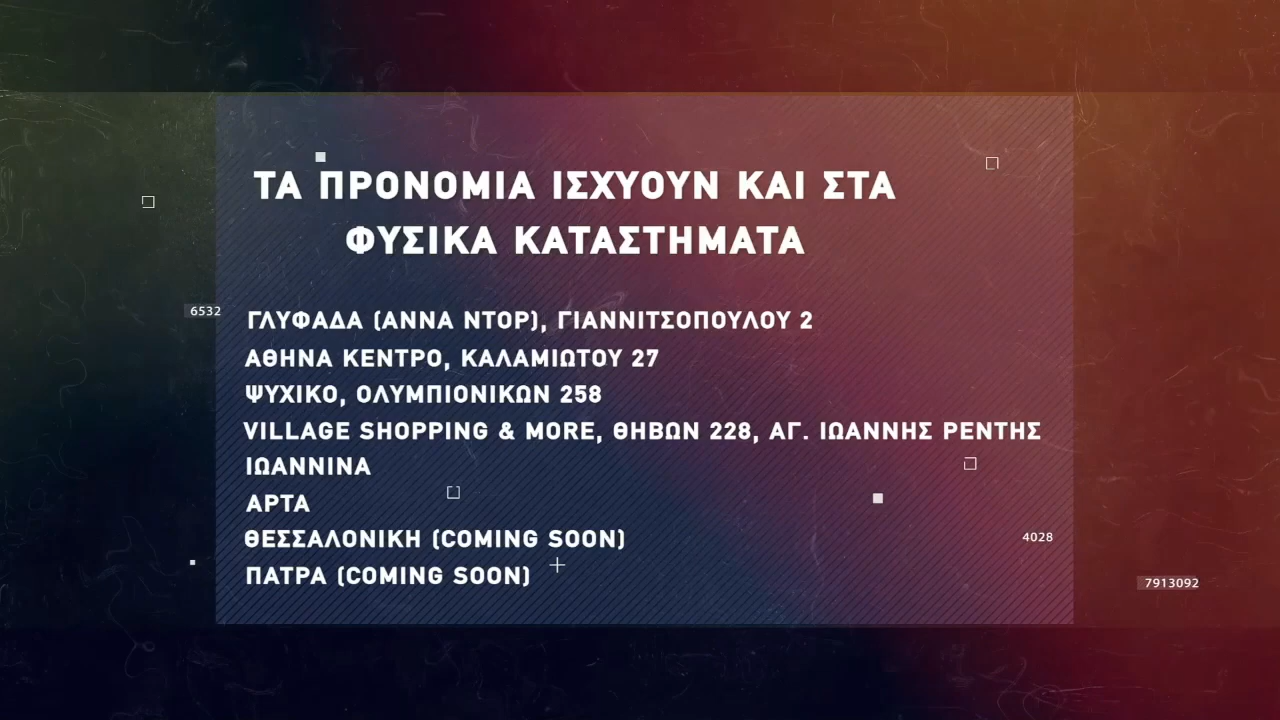 ΤΑ ΠΡΟΝΟΜΙΑ ΙΣΧΥΟΥΝ ΚΑΙ ΣΤΑ
ΦΥΣΙΚΑ ΚΑΤΑΣΤΗΜΑΤΑ
6532
ΓΛΥΦΑΔΑ (ΑΝΝΑ ΝΤΟΡ), ΓΙΑΝΝΙΤΣΟΠΟΥΛΟΥ 2
ΑΘΗΝΑ ΚΕΝΤΡΟ, ΚΑΛΑΜΙΩΤΟΥ 27
ΨΥΧΙΚΟ, ΟΛΥΜΠΙΟΝΙΚΩΝ 258
VILLAGE SHOPPING & MORE, ΘΗΒΩΝ 228, ΑΓ. ΙΩΑΝΝΗΣ ΡΕΝΤΗΣ
ΙΩΑΝΝΙΝΑ
ΑΡΤΑ
ΘΕΣΣΑΛΟΝΙΚΗ (COMING SOON)
4028
ΠΑΤΡΑ (COMING SOON)
7913092